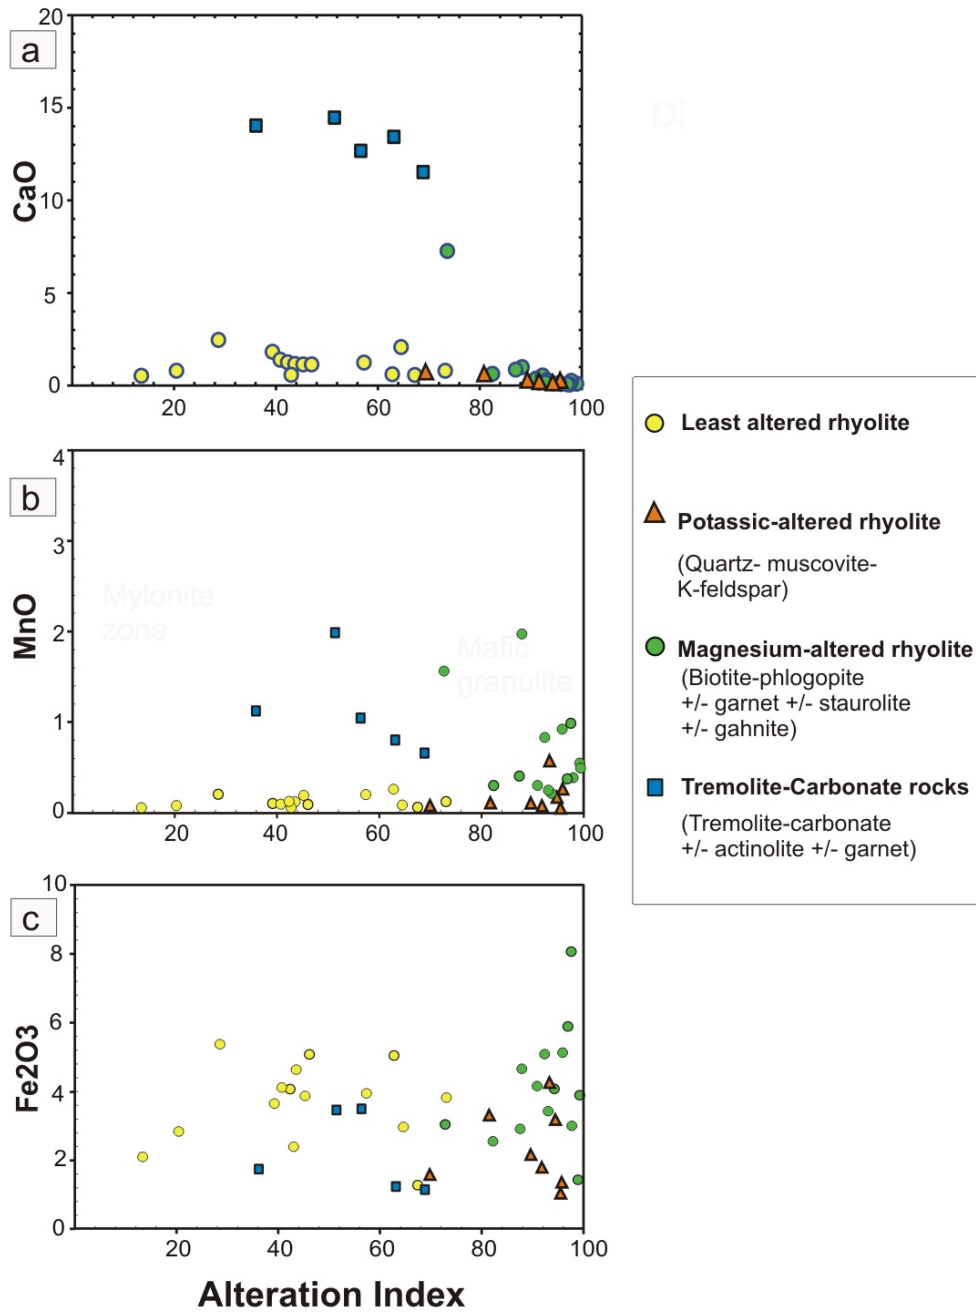 a
20
15
10
5
0
CaO
20
40
60
80
100
Di
b
4
3
2
1
0
MnO
Mylonite
zone
Mafic
granulite
20
40
60
80
100
c
10
8
6
4
2
0
Fe2O3
20
40
60
80
100
Alteration Index
Least altered rhyolite
Potassic-altered rhyolite
(Quartz- muscovite-
K-feldspar)
Magnesium-altered rhyolite
(Biotite-phlogopite
+/- garnet +/- staurolite
+/- gahnite)
Tremolite-Carbonate rocks
(Tremolite-carbonate
+/- actinolite +/- garnet)